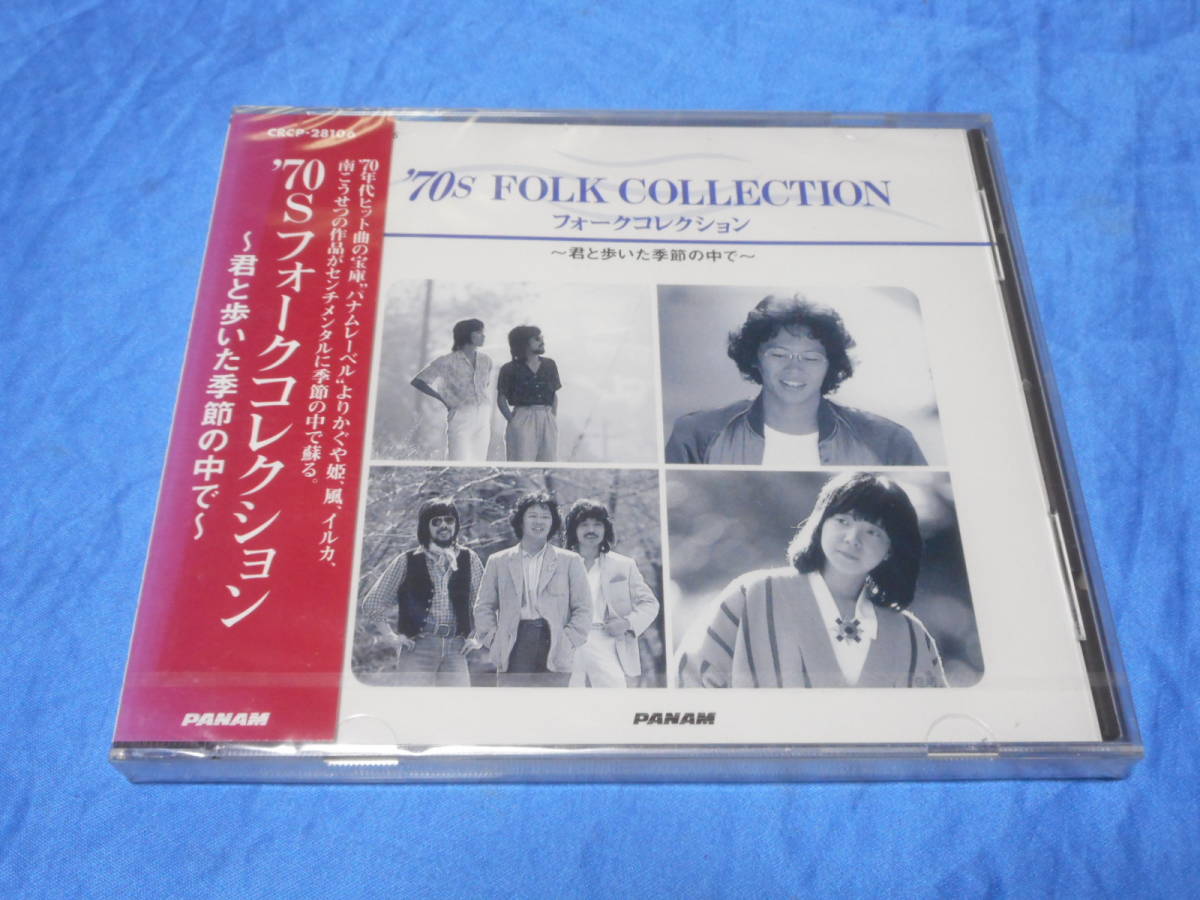 CRCP-28106
'70年代ヒット曲の宝庫、"パナムレーベル"よりかぐや姫、風、イルカ、
南こうせつの作品がセンチメンタルに季節の中で蘇る。
'70Sフォークコレクション
～君と歩いた季節の中で～
PANAM
'70S FOLK COLLECTION
フォークコレクション
～君と歩いた季節の中で～
PANAM